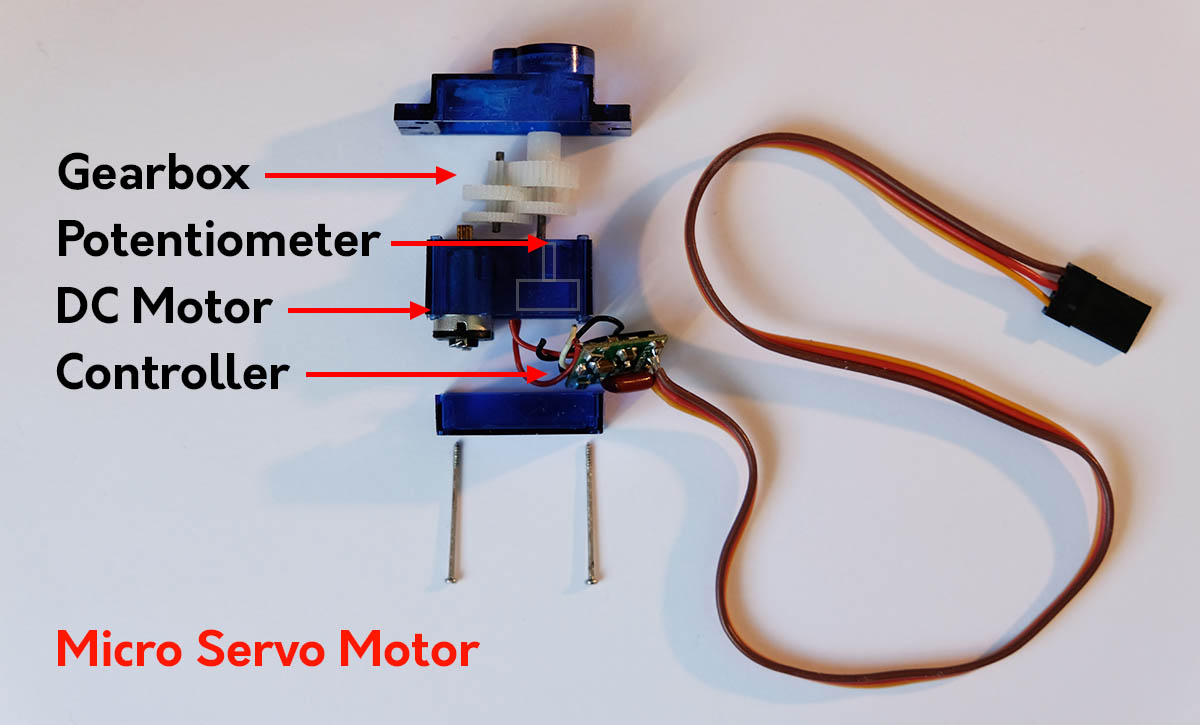 Gearbox
Potentiometer
DC Motor
Controller
Micro Servo Motor